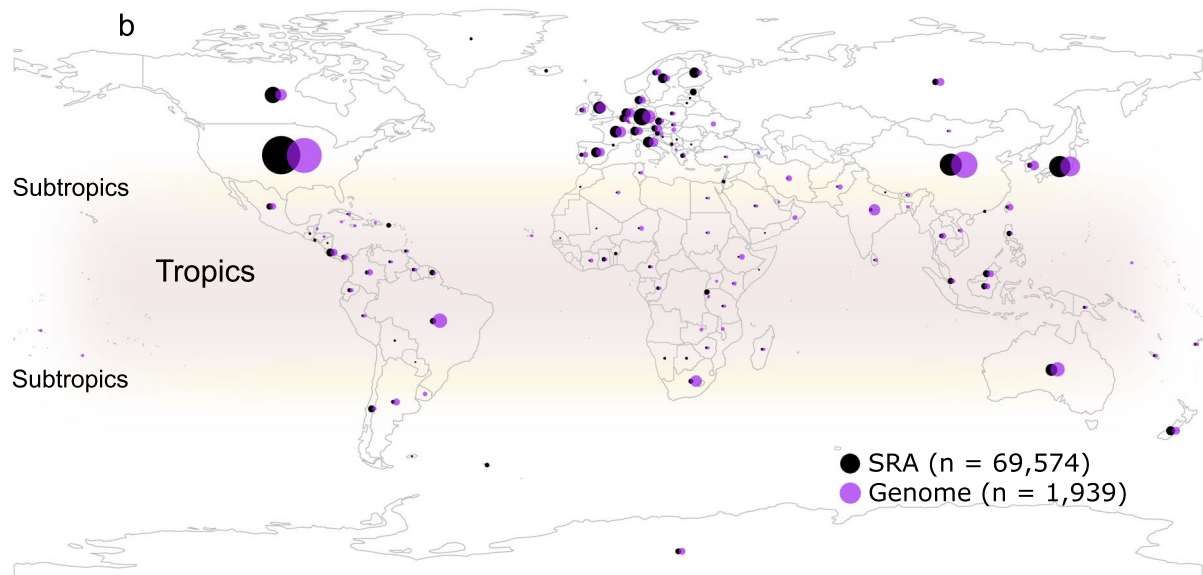 b
Subtropics
Tropics
Subtropics
SRA (n = 69,574)
Genome (n = 1,939)